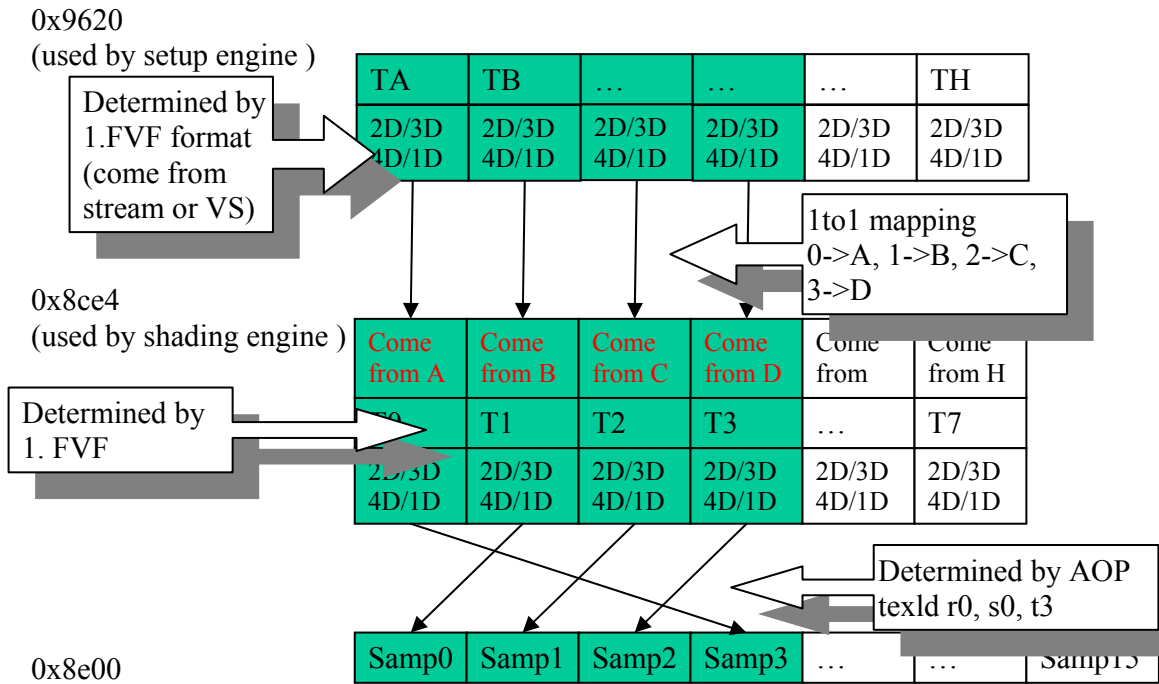 0x9620
(used by setup engine )
TA TB … … … TH
2D/3D 2D/3D 2D/3D 2D/3D 2D/3D 2D/3D
4D/1D 4D/1D 4D/1D 4D/1D 4D/1D 4D/1D
Determined by
1.FVF format
(come from
stream or VS)
1to1 mapping
0->A, 1->B, 2->C,
3->D
0x8ce4
(used by shading engine )
Come Come Come Come Come Come
from A from B from C from D from from H
Determined by
1. FVF
T0 T1 T2 T3 … T7
2D/3D 2D/3D 2D/3D 2D/3D 2D/3D 2D/3D
4D/1D 4D/1D 4D/1D 4D/1D 4D/1D 4D/1D
Determined by AOP
texld r0, s0, t3
0x8e00
Samp0 Samp1 Samp2 Samp3 … … Samp15